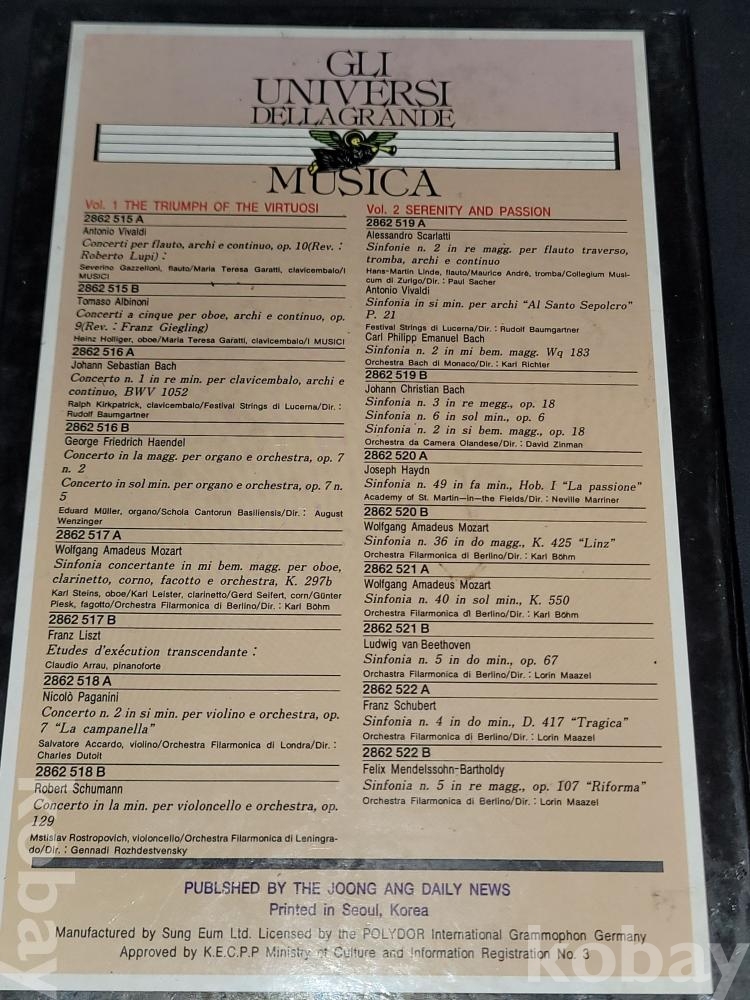 GLI
UNIVERSI
DELLA GRANDE
MUSICA
Vol. 1 THE TRIUMPH OF THE VIRTUOSI
2862 515 A
Antonio Vivaldi
Concerti per flauto, archi e continuo, op. 10(Rev. :
Roberto Lupi) :
Severino Gazzelloni, flauto/Maria Teresa Garatti, clavicembalo/I
MUSICI
2862 515 B
Tomaso Albinoni
Concerti a cinque per oboe, archi e continuo, op.
9(Rev. : Franz Giegling)
Heinz Holliger, oboe/Maria Teresa Garatti, clavicembalo/I MUSICI
2862 516 A
Johann Sebastian Bach
Concerto n. 1 in re min. per clavicembalo, archi e
continuo, BWV 1052
Ralph Kirkpatrick, clavicembalo/Festival Strings di Lucerna/Dir. :
Rudolf Baumgartner
2862 516 B
George Friedrich Haendel
Concerto in la magg. per organo e orchestra, op. 7
n. 2
Concerto in sol min. per organo e orchestra, op. 7 n.
5
Eduard Müller, organo/Schola Cantorun Basiliensis/Dir. : August
Wenzinger
2862 517 A
Wolfgang Amadeus Mozart
Sinfonia concertante in mi bem. magg. per oboe,
clarinetto, corno, facotto e orchestra, K. 297b
Karl Steins, oboe/Karl Leister, clarinetto/Gerd Seifert, corn/Günter
Piesk, fagotto/Orchestra Filarmonica di Berlino/Dir. : Karl Böhm
2862 517 B
Franz Liszt
Etudes d'exécution transcendante :
Claudio Arrau, pinanoforte
2862 518 A
Nicolò Paganini
Concerto n. 2 in si min. per violino e orchestra, op.
7 "La campanella"
Salvatore Accardo, violino/Orchestra Filarmonica di Londra/Dir. :
Charles Dutoit
2862 518 B
Robert Schumann
Concerto in la min. per violoncello e orchestra, op.
129
Mstislav Rostropovich, violoncello/Orchestra Filarmonica di Leningra-
do/Dir. : Gennadi Rozhdestvensky
Vol. 2 SERENITY AND PASSION
2862 519 A
Alessandro Scarlatti
Sinfonie n. 2 in re magg. per flauto traverso,
tromba, archi e continuo
Hans-Martin Linde, flauto/Maurice André, tromba/Collegium Musi-
cum di Zurigo/Dir. : Paul Sacher
Antonio Vivaldi
Sinfonia in si min. per archi "Al Santo Sepolcro"
P. 21
Festival Strings di Lucerna/Dir. : Rudolf Baumgartner
Carl Philipp Emanuel Bach
Sinfonia n. 2 in mi bem. magg. Wq 183
Orchestra Bach di Monaco/Dir. : Karl Richter
2862 519 B
Johann Christian Bach
Sinfonia n. 3 in re megg., op. 18
Sinfonia n. 6 in sol min., op. 6
Sinfonia n. 2 in si bem. magg., op. 18
Orchestra da Camera Olandese/Dir. : David Zinman
2862 520 A
Joseph Haydn
Sinfonia n. 49 in fa min., Hob. I "La passione"
Academy of St. Martin—in—the Fields/Dir. : Neville Marriner
2862 520 B
Wolfgang Amadeus Mozart
Sinfonia n. 36 in do magg., K. 425 "Linz"
Orchestra Filarmonica di Berlino/Dir. : Karl Böhm
2862 521 A
Wolfgang Amadeus Mozart
Sinfonia n. 40 in sol min., K. 550
Orchestra Filarmonica di Berlino/Dir. : Karl Böhm
2862 521 B
Ludwig van Beethoven
Sinfonia n. 5 in do min., op. 67
Orchestra Filarmonica di Berlino/Dir. : Lorin Maazel
2862 522 A
Franz Schubert
Sinfonia n. 4 in do min., D. 417 "Tragica"
Orchestra Filarmonica di Berlino/Dir. : Lorin Maazel
2862 522 B
Felix Mendelssohn-Bartholdy
Sinfonia n. 5 in re magg., op. 107 "Riforma"
Orchestra Filarmonica di Berlino/Dir. : Lorin Maazel
PUBLSHED BY THE JOONG ANG DAILY NEWS
Printed in Seoul, Korea
Manufactured by Sung Eum Ltd. Licensed by the POLYDOR International Grammophon Germany
Approved by K.E.C.P.P Ministry of Culture and Information Registration No. 3
kobay
kobay
kobay